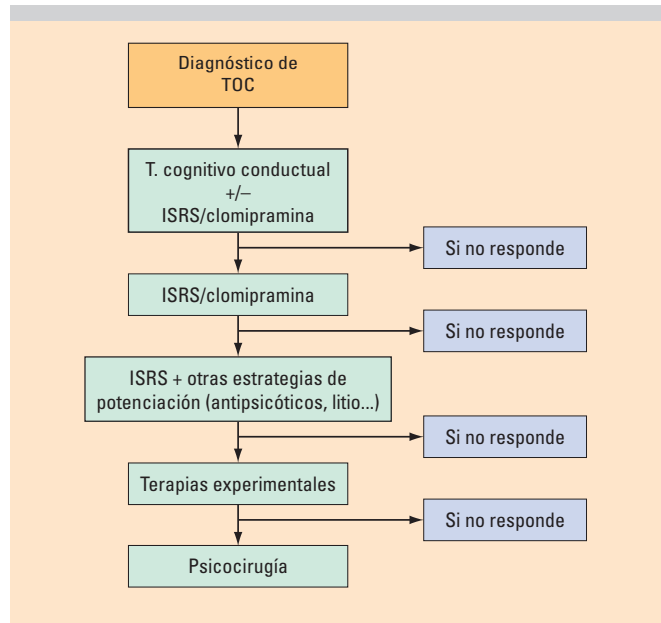 Diagnóstico de
TOC
T. cognitivo conductual
+/–
ISRS/clomipramina
Si no responde
ISRS/clomipramina
Si no responde
ISRS + otras estrategias de
potenciación (antipsicóticos, litio...)
Si no responde
Terapias experimentales
Si no responde
Psicocirugía